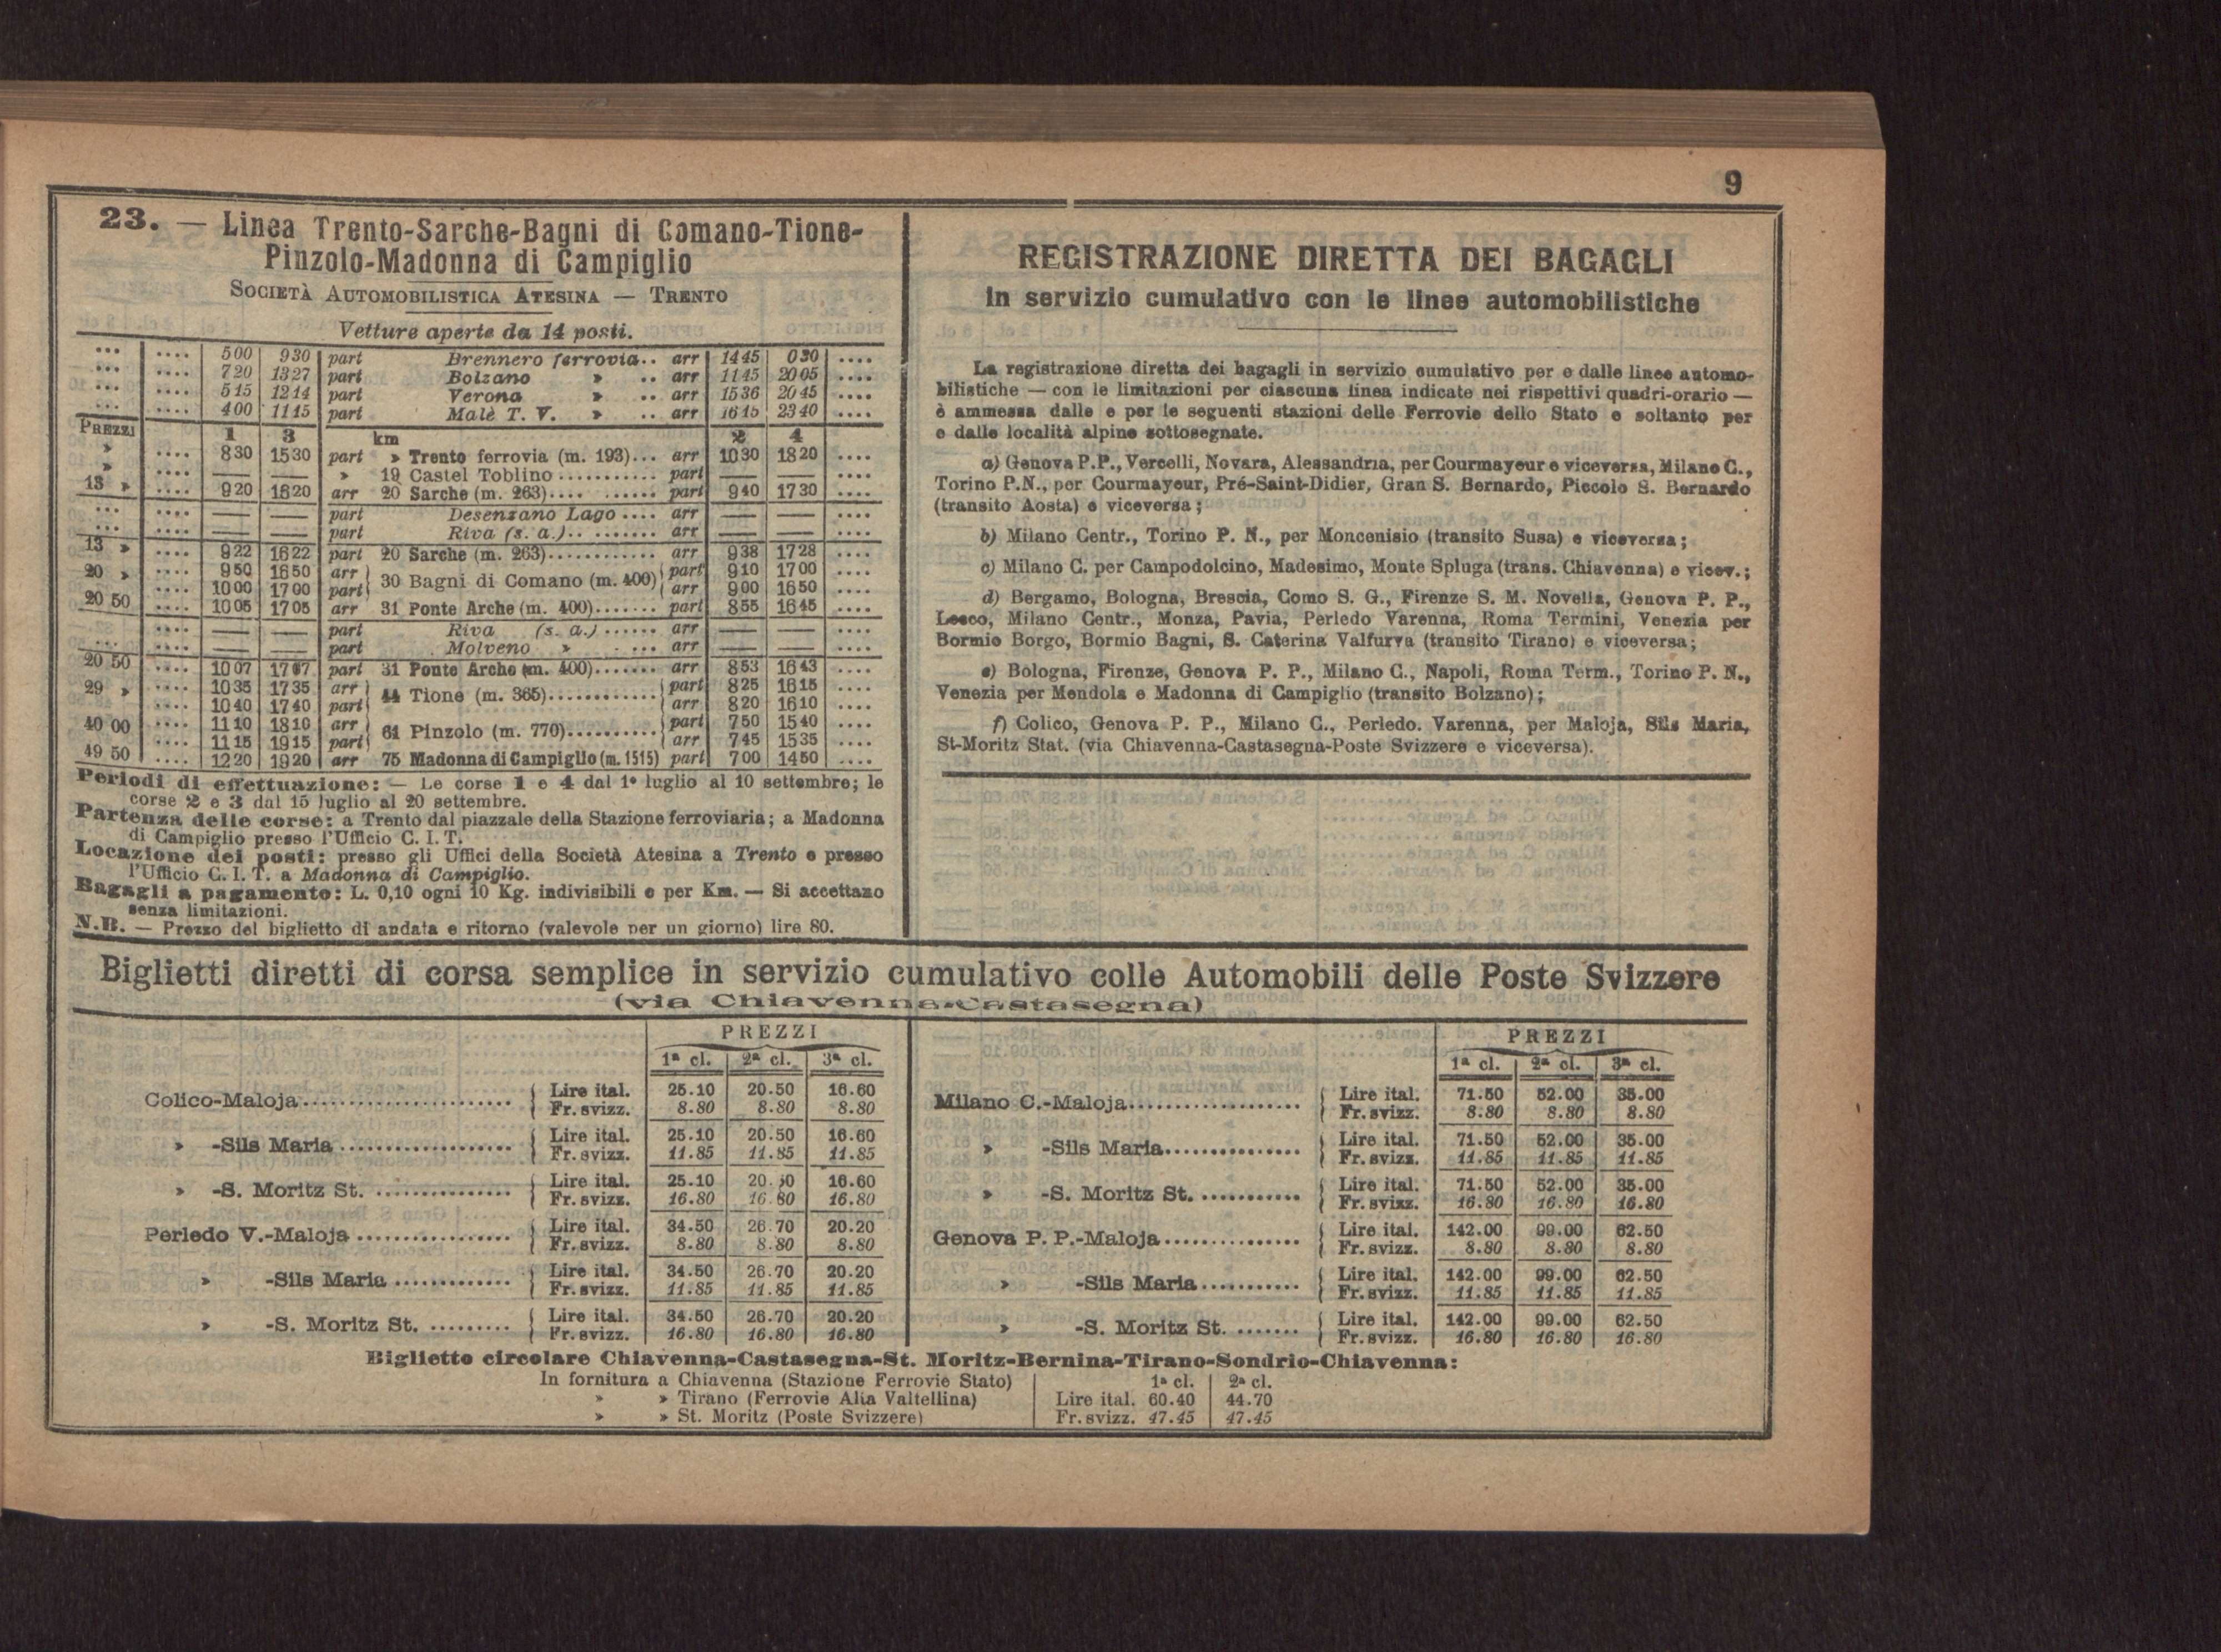 9
23. — Linea Trento-Sarche-Bagni di Comano-Tione-
Pinzolo-Madonna di Campiglio
SOCIETÀ AUTOMOBILISTICA ATESINA — TRENTO
Vetture aperte da 14 posti.
... .... 500 930 part Brennero ferrovia.. arr 1445 030 ....
... .... 720 1327 part Bolzano » .. arr 1145 2005 ....
... .... 515 1214 part Verona » .. arr 1536 2045 ....
... .... 400 1115 part Malè T. V. » .. arr 1615 2340 ....
PREZZI 1 3 km 2 4
» .... 830 1530 part » Trento ferrovia (m. 193)... arr 1030 1820 ....
» .... — — » 19 Castel Toblino ........... part — — ....
13 » .... 920 1620 arr 20 Sarche (m. 263).... ...... part 940 1730 ....
... .... — — part Desenzano Lago .... arr — — ....
... .... — — part Riva (s. a.).. ....... arr — — ....
13 » .... 922 1622 part 20 Sarche (m. 263)............ arr 938 1728 ....
20 » .... 950 1650 arr } 30 Bagni di Comano (m. 400) { part 910 1700 ....
.... 1000 1700 part } { arr 900 1650 ....
20 50 .... 1005 1705 arr 31 Ponte Arche (m. 400)....... part 855 1645 ....
.... — — part Riva (s. a.) ...... arr — — ....
... .... — — part Molveno » . ... arr — — ....
20 50 .... 1007 1707 part 31 Ponte Arche (m. 400)....... arr 853 1643 ....
29 » .... 1035 1735 arr } 44 Tione (m. 365)............ { part 825 1615 ....
.... 1040 1740 part } { arr 820 1610 ....
40 00 .... 1110 1810 arr } 61 Pinzolo (m. 770).......... { part 750 1540 ....
.... 1115 1915 part } { arr 745 1535 ....
49 50 .... 1220 1920 arr 75 Madonna di Campiglio (m. 1515) part 700 1450 ....
Periodi di effettuazione: — Le corse 1 e 4 dal 1º luglio al 10 settembre; le
corse 2 e 3 dal 15 luglio al 20 settembre.
Partenza delle corse: a Trento dal piazzale della Stazione ferroviaria; a Madonna
di Campiglio presso l'Ufficio C. I. T.
Locazione dei posti: presso gli Uffici della Società Atesina a Trento e presso
l'Ufficio C. I. T. a Madonna di Campiglio.
Bagagli a pagamento: L. 0,10 ogni 10 Kg. indivisibili e per Km. — Si accettano
senza limitazioni.
N.B. — Prezzo del biglietto di andata e ritorno (valevole per un giorno) lire 80.
REGISTRAZIONE DIRETTA DEI BAGAGLI
in servizio cumulativo con le linee automobilistiche
La registrazione diretta dei bagagli in servizio cumulativo per e dalle linee automo-
bilistiche — con le limitazioni per ciascuna linea indicate nei rispettivi quadri-orario —
è ammessa dalle e per le seguenti stazioni delle Ferrovie dello Stato e soltanto per
e dalle località alpine sottosegnate.
a) Genova P.P., Vercelli, Novara, Alessandria, per Courmayeur e viceversa, Milano C.,
Torino P.N., per Courmayeur, Pré-Saint-Didier, Gran S. Bernardo, Piccolo S. Bernardo
(transito Aosta) e viceversa;
b) Milano Centr., Torino P. N., per Moncenisio (transito Susa) e viceversa;
c) Milano C. per Campodolcino, Madesimo, Monte Spluga (trans. Chiavenna) e vicev.;
d) Bergamo, Bologna, Brescia, Como S. G., Firenze S. M. Novella, Genova P. P.,
Lecco, Milano Centr., Monza, Pavia, Perledo Varenna, Roma Termini, Venezia per
Bormio Borgo, Bormio Bagni, S. Caterina Valfurva (transito Tirano) e viceversa;
e) Bologna, Firenze, Genova P. P., Milano C., Napoli, Roma Term., Torino P. N.,
Venezia per Mendola e Madonna di Campiglio (transito Bolzano);
f) Colico, Genova P. P., Milano C., Perledo. Varenna, per Maloja, Sils Maria,
St-Moritz Stat. (via Chiavenna-Castasegna-Poste Svizzere e viceversa).
Biglietti diretti di corsa semplice in servizio cumulativo colle Automobili delle Poste Svizzere
(via Chiavenna-Castasegna)
PREZZI
1ª cl. 2ª cl. 3ª cl.
Colico-Maloja........................ { Lire ital. 25.10 20.50 16.60
Fr. svizz. 8.80 8.80 8.80
» -Sils Maria ................... { Lire ital. 25.10 20.50 16.60
Fr. svizz. 11.85 11.85 11.85
» -S. Moritz St. ............... { Lire ital. 25.10 20.50 16.60
Fr. svizz. 16.80 16.80 16.80
Perledo V.-Maloja ................. { Lire ital. 34.50 26.70 20.20
Fr. svizz. 8.80 8.80 8.80
» -Sils Maria ............. { Lire ital. 34.50 26.70 20.20
Fr. svizz. 11.85 11.85 11.85
» -S. Moritz St. ......... { Lire ital. 34.50 26.70 20.20
Fr. svizz. 16.80 16.80 16.80
PREZZI
1ª cl. 2ª cl. 3ª cl.
Milano C.-Maloja................... { Lire ital. 71.50 52.00 35.00
Fr. svizz. 8.80 8.80 8.80
» -Sils Maria............... { Lire ital. 71.50 52.00 35.00
Fr. svizz. 11.85 11.85 11.85
» -S. Moritz St. ........... { Lire ital. 71.50 52.00 35.00
Fr. svizz. 16.80 16.80 16.80
Genova P. P.-Maloja............... { Lire ital. 142.00 99.00 62.50
Fr. svizz. 8.80 8.80 8.80
» -Sils Maria........... { Lire ital. 142.00 99.00 62.50
Fr. svizz. 11.85 11.85 11.85
» -S. Moritz St. ....... { Lire ital. 142.00 99.00 62.50
Fr. svizz. 16.80 16.80 16.80
Biglietto circolare Chiavenna-Castasegna-St. Moritz-Bernina-Tirano-Sondrio-Chiavenna:
In fornitura a Chiavenna (Stazione Ferrovie Stato) 1ª cl. 2ª cl.
» » Tirano (Ferrovie Alta Valtellina) Lire ital. 60.40 44.70
» » St. Moritz (Poste Svizzere) Fr. svizz. 47.45 47.45